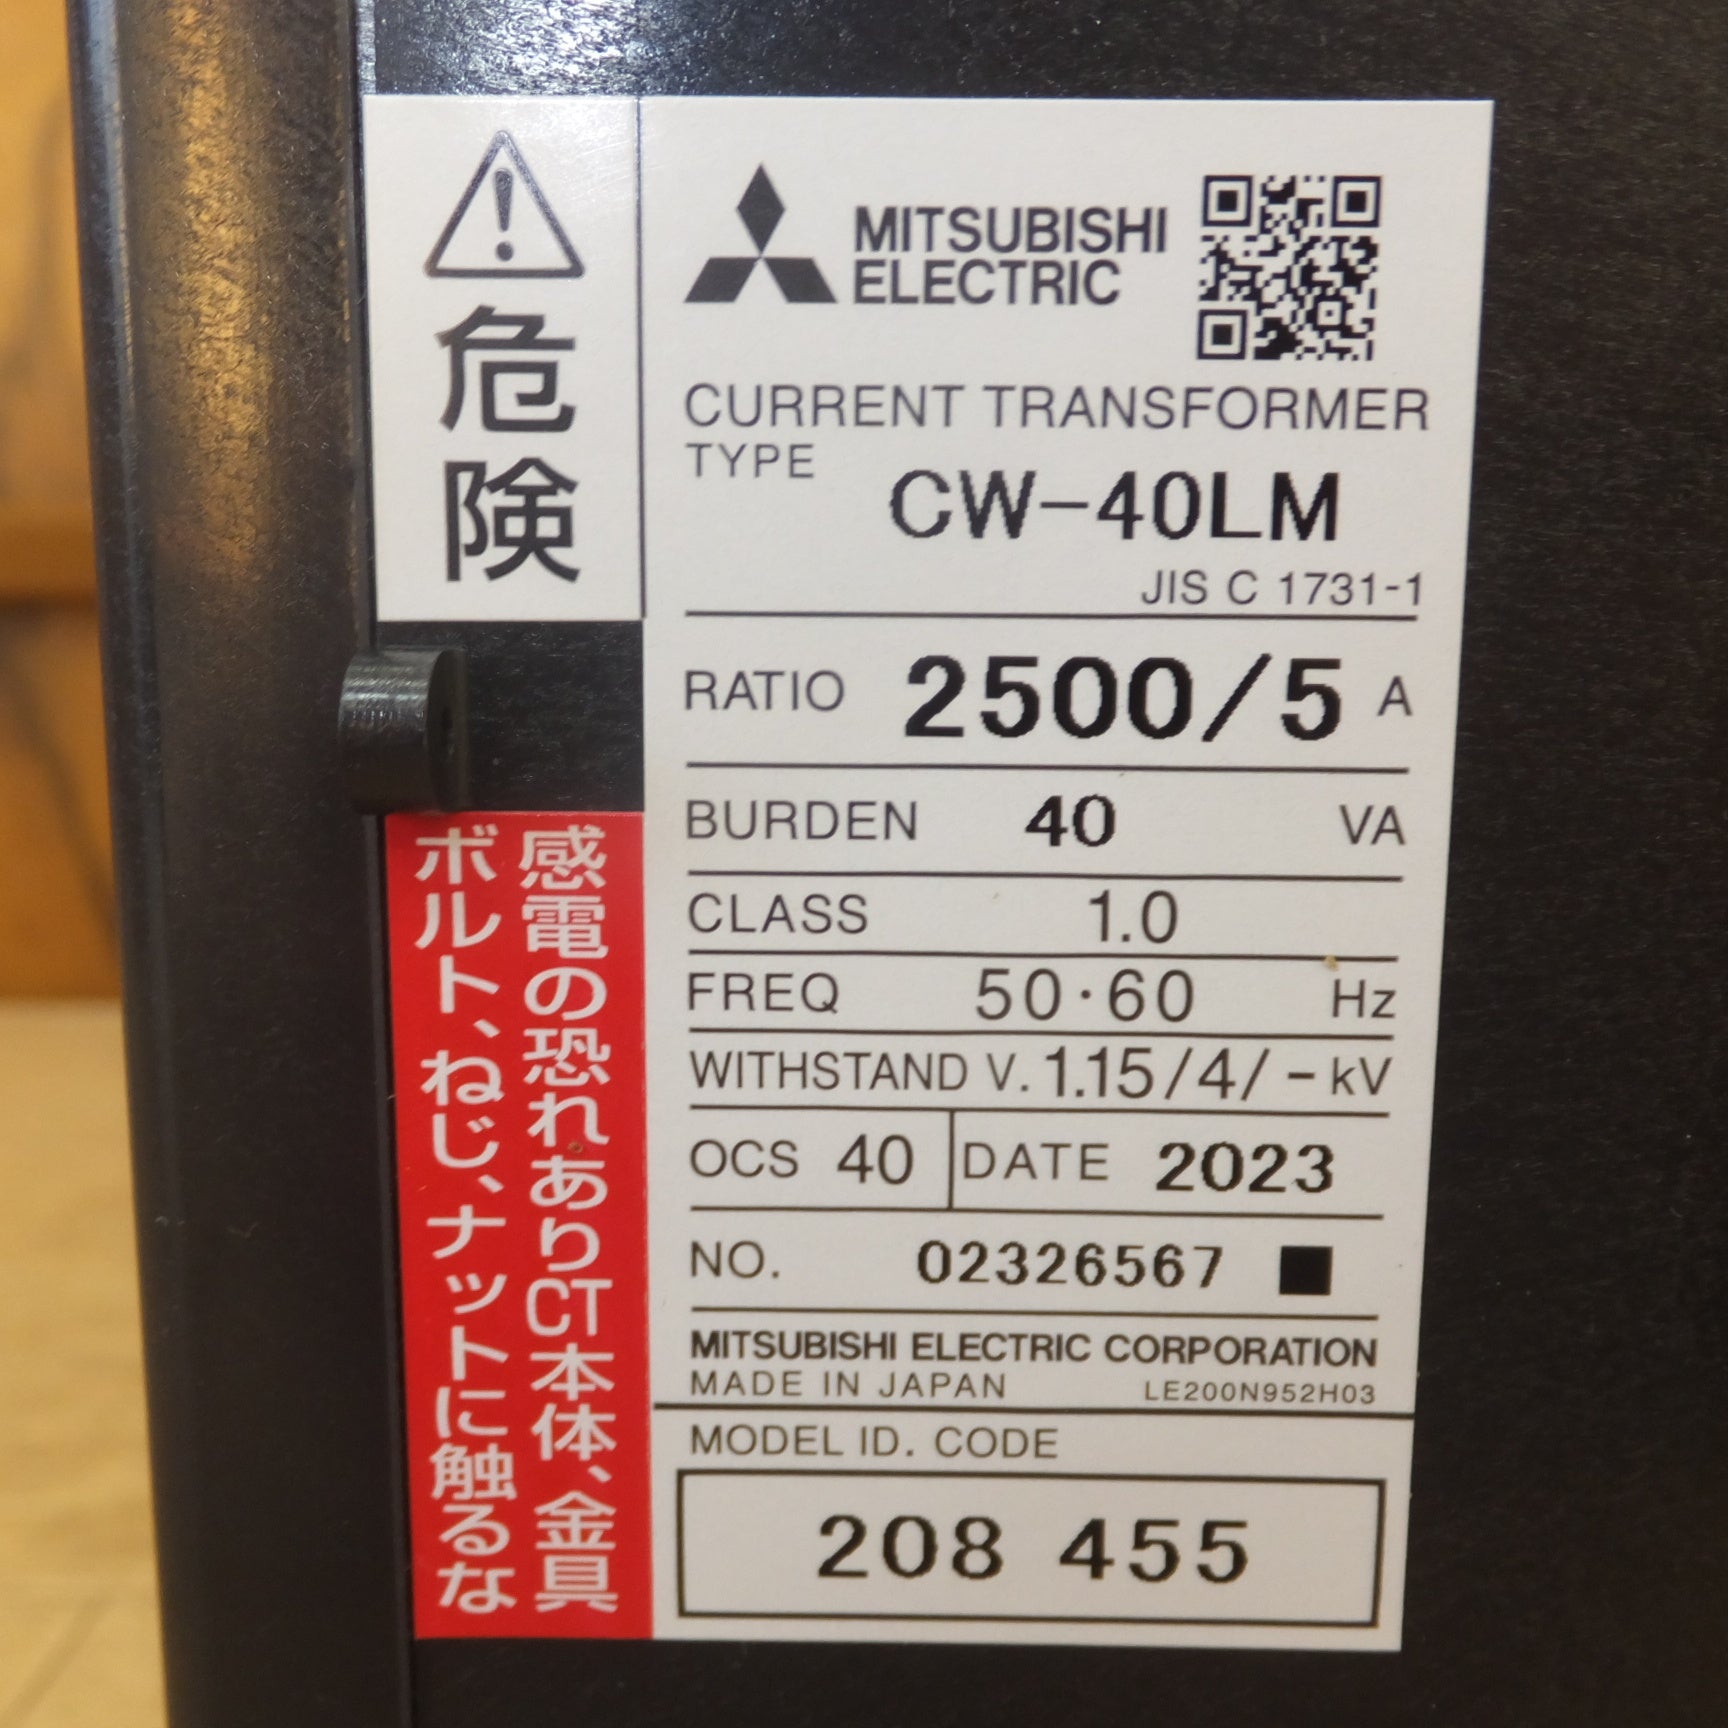 危険
MITSUBISHI
ELECTRIC
CURRENT TRANSFORMER
TYPE CW-40LM
JIS C 1731-1
RATIO 2500/5 A
BURDEN 40 VA
CLASS 1.0
FREQ 50·60 Hz
WITHSTAND V. 1.15/4/- kV
OCS 40 DATE 2023
NO. 02326567 ■
MITSUBISHI ELECTRIC CORPORATION
MADE IN JAPAN LE200N952H03
MODEL ID. CODE
208 455
感電の恐れありCT本体、金具
ボルト、ねじ、ナットに触るな